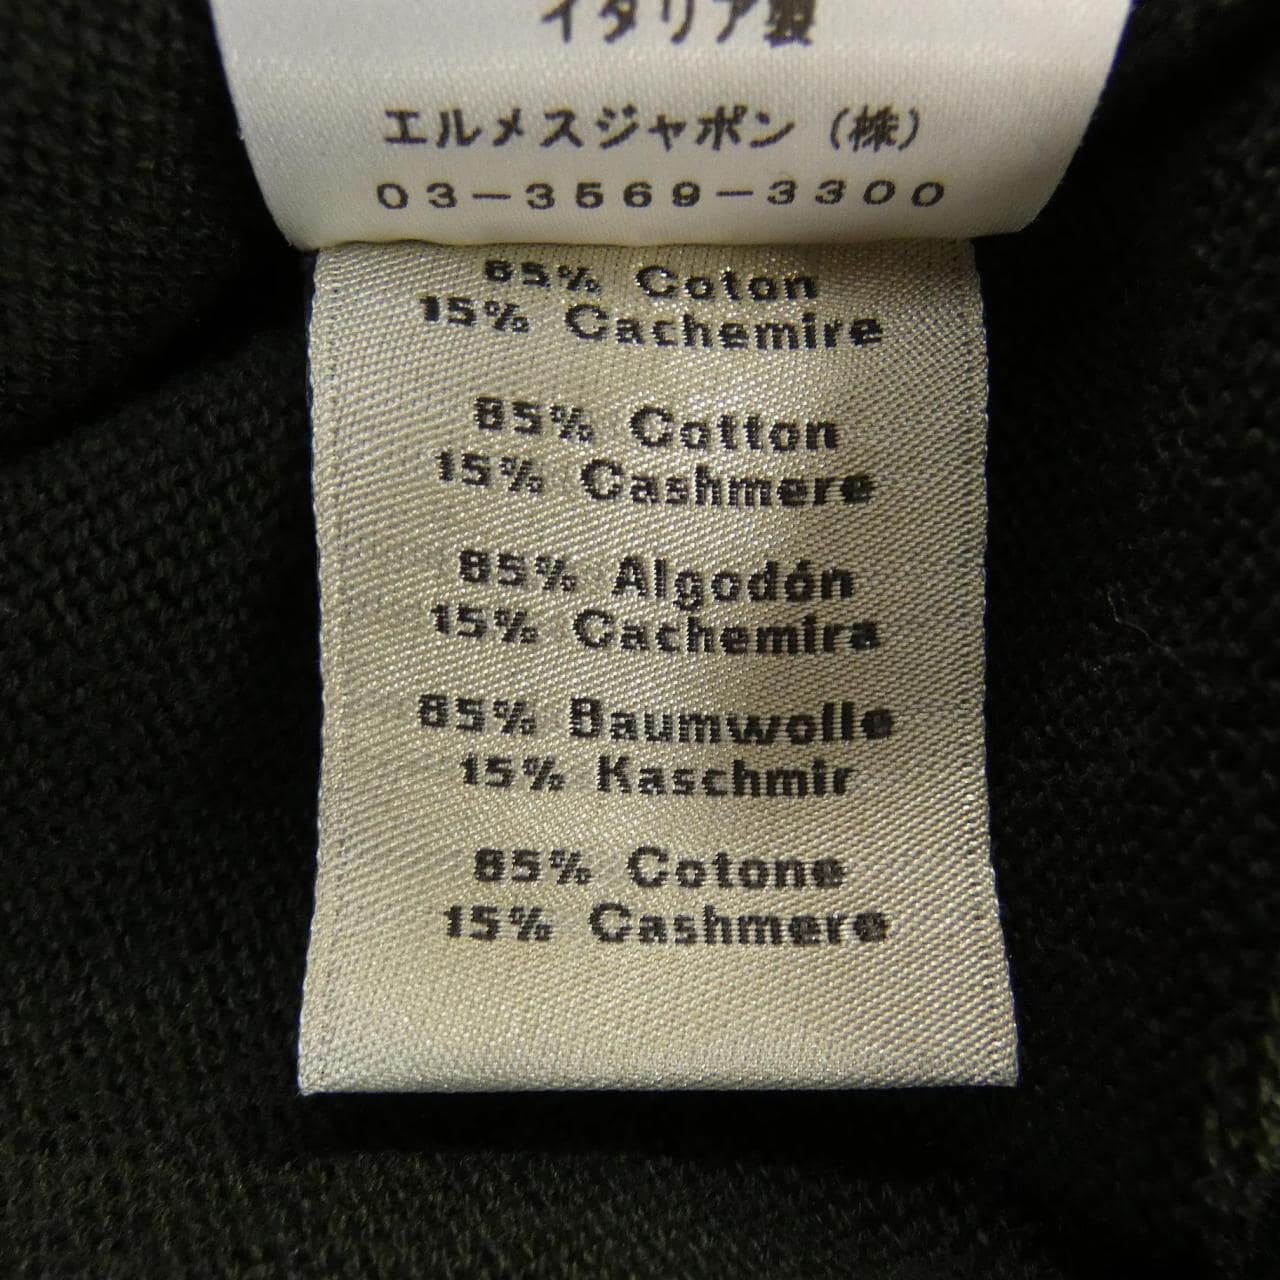 イタリア製
エルメスジャポン (株)
03-3569-3300
85% Coton
15% Cachemire
85% Cotton
15% Cashmere
85% Algodón
15% Cachemira
85% Baumwolle
15% Kaschmir
85% Cotone
15% Cashmere